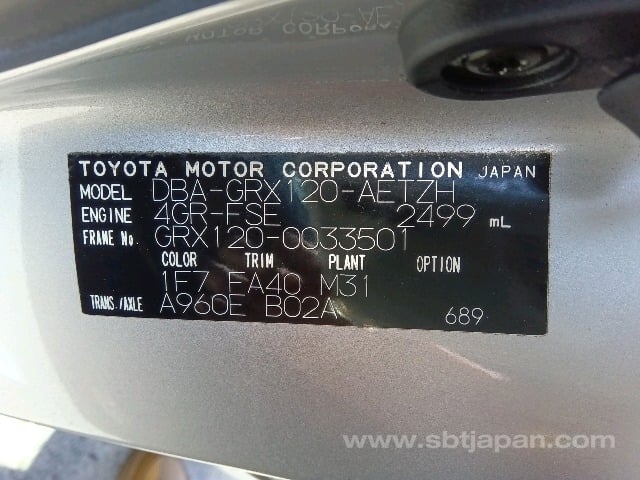 TOYOTA MOTOR CORPORATION JAPAN
MODEL DBA-GRX120-AETZH
ENGINE 4GR-FSE 2499 mL
FRAME No. GRX120-0033501
COLOR TRIM PLANT OPTION
1F7 FA40 M31
TRANS./AXLE A960E B02A
689
www.sbtjapan.com